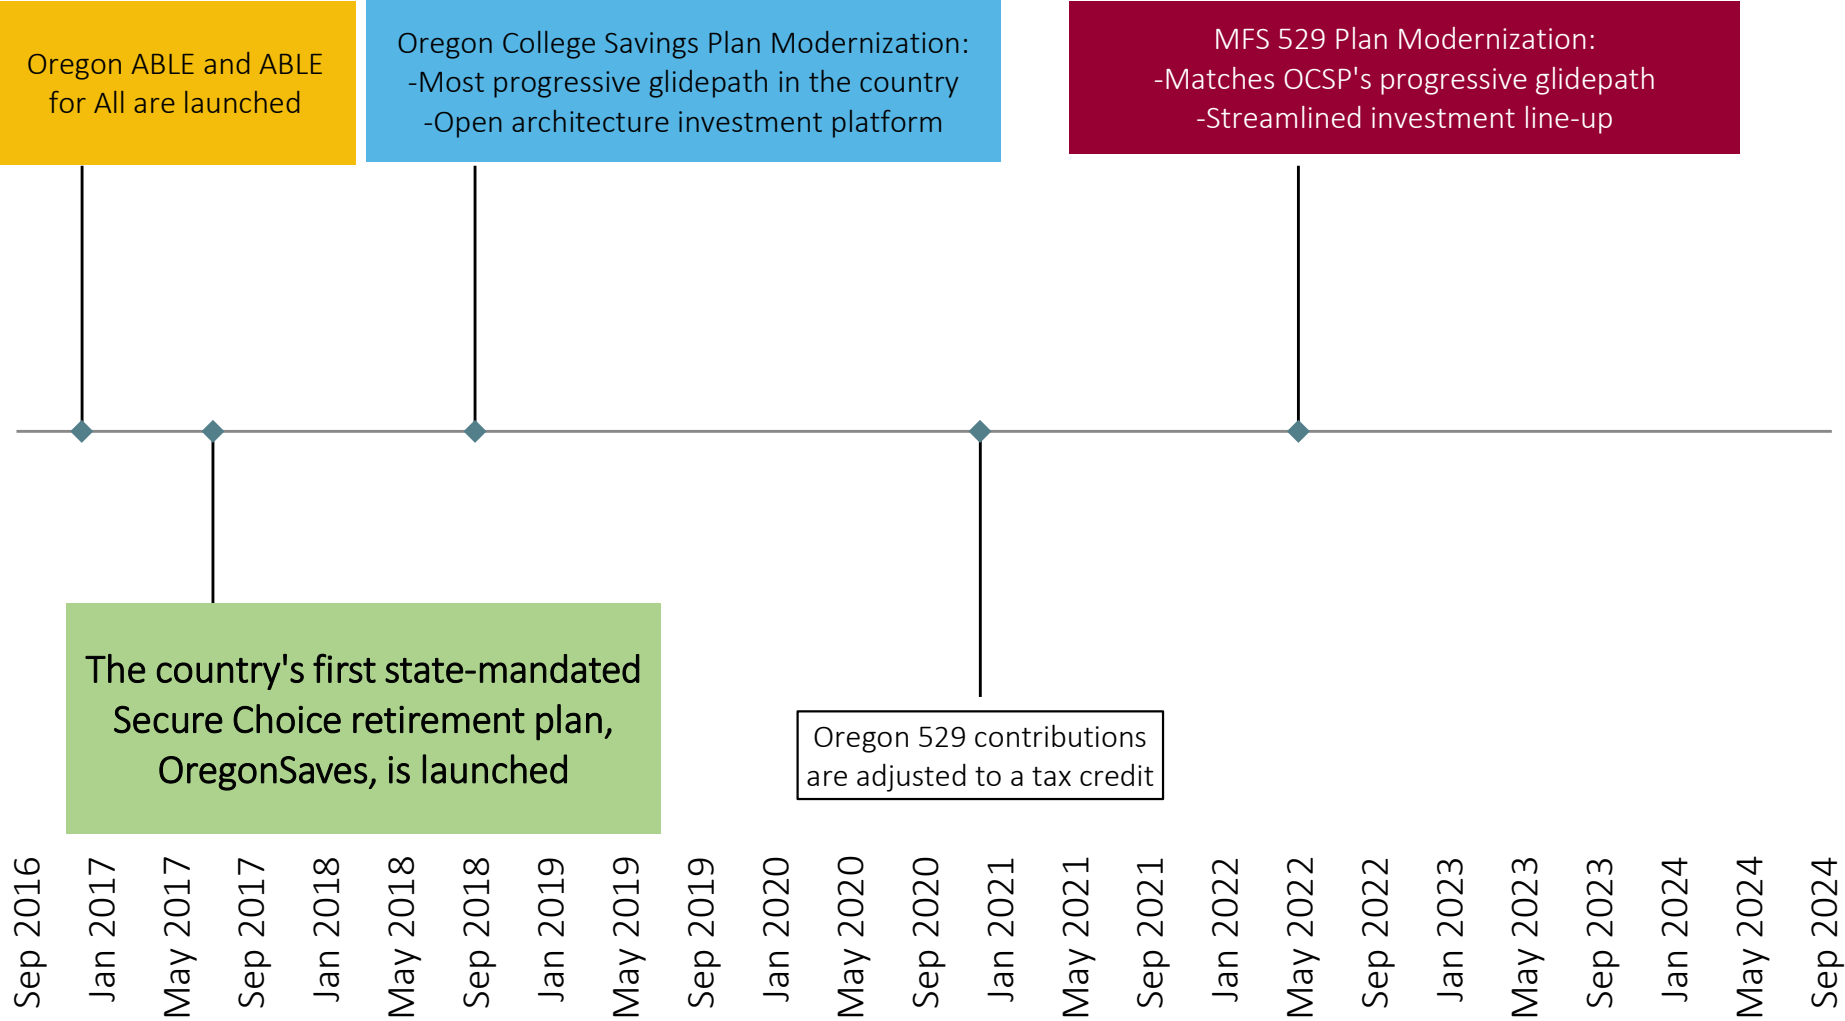 Oregon ABLE and ABLE
for All are launched
Oregon College Savings Plan Modernization:
-Most progressive glidepath in the country
-Open architecture investment platform
MFS 529 Plan Modernization:
-Matches OCSP's progressive glidepath
-Streamlined investment line-up
The country's first state-mandated
Secure Choice retirement plan,
OregonSaves, is launched
Oregon 529 contributions
are adjusted to a tax credit
Sep 2016
Jan 2017
May 2017
Sep 2017
Jan 2018
May 2018
Sep 2018
Jan 2019
May 2019
Sep 2019
Jan 2020
May 2020
Sep 2020
Jan 2021
May 2021
Sep 2021
Jan 2022
May 2022
Sep 2022
Jan 2023
May 2023
Sep 2023
Jan 2024
May 2024
Sep 2024